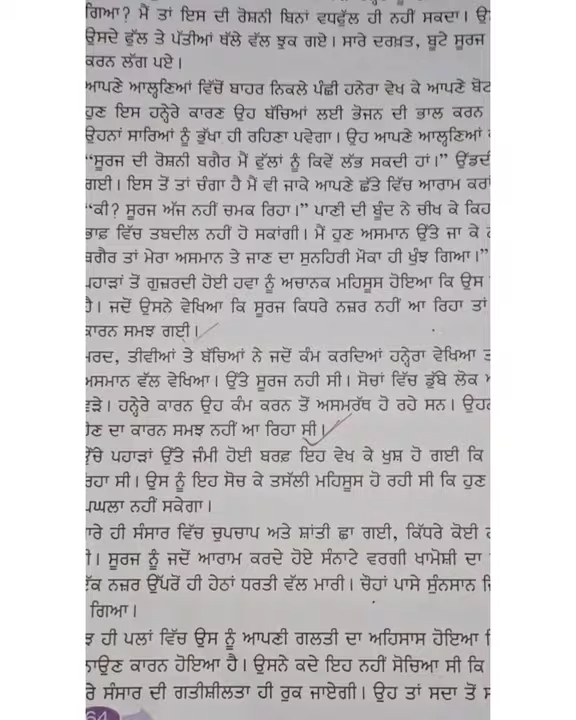 ਗਿਆ? ਮੈਂ ਤਾਂ ਇਸ ਦੀ ਰੋਸ਼ਨੀ ਬਿਨਾਂ ਵਧਫੁੱਲ ਹੀ ਨਹੀਂ ਸਕਦਾ।
ਉਸਦੇ ਫੁੱਲ ਤੇ ਪੱਤੀਆਂ ਥੱਲੇ ਵੱਲ ਝੁਕ ਗਏ। ਸਾਰੇ ਦਰਖ਼ਤ, ਬੂਟੇ ਸੂਰਜ
ਕਰਨ ਲੱਗ ਪਏ।
ਆਪਣੇ ਆਲ੍ਹਣਿਆਂ ਵਿੱਚੋਂ ਬਾਹਰ ਨਿਕਲੇ ਪੰਛੀ ਹਨੇਰਾ ਵੇਖ ਕੇ ਆਪਣੇ ਬੋਟ
ਹੁਣ ਇਸ ਹਨ੍ਹੇਰੇ ਕਾਰਣ ਉਹ ਬੱਚਿਆਂ ਲਈ ਭੋਜਨ ਦੀ ਭਾਲ ਕਰਨ
ਉਹਨਾਂ ਸਾਰਿਆਂ ਨੂੰ ਭੁੱਖਾ ਹੀ ਰਹਿਣਾ ਪਵੇਗਾ। ਉਹ ਆਪਣੇ ਆਲ੍ਹਣਿਆਂ
“ਸੂਰਜ ਦੀ ਰੋਸ਼ਨੀ ਬਗੈਰ ਮੈਂ ਫੁੱਲਾਂ ਨੂੰ ਕਿਵੇਂ ਲੱਭ ਸਕਦੀ ਹਾਂ।” ਉੱਡਦੀ
ਗਈ। ਇਸ ਤੋਂ ਤਾਂ ਚੰਗਾ ਹੈ ਮੈਂ ਵੀ ਜਾਕੇ ਆਪਣੇ ਛੱਤੇ ਵਿੱਚ ਆਰਾਮ ਕਰਾਂ
“ਕੀ? ਸੂਰਜ ਅੱਜ ਨਹੀਂ ਚਮਕ ਰਿਹਾ।” ਪਾਣੀ ਦੀ ਬੂੰਦ ਨੇ ਚੀਖ ਕੇ ਕਿਹ
ਭਾਫ਼ ਵਿੱਚ ਤਬਦੀਲ ਨਹੀਂ ਹੋ ਸਕਾਂਗੀ। ਮੈਂ ਹੁਣ ਅਸਮਾਨ ਉੱਤੇ ਜਾ ਕੇ
ਬਗੈਰ ਤਾਂ ਮੇਰਾ ਅਸਮਾਨ ਤੇ ਜਾਣ ਦਾ ਸੁਨਹਿਰੀ ਮੌਕਾ ਹੀ ਖੁੰਝ ਗਿਆ।”
ਪਹਾੜਾਂ ਤੋਂ ਗੁਜ਼ਰਦੀ ਹੋਈ ਹਵਾ ਨੂੰ ਅਚਾਨਕ ਮਹਿਸੂਸ ਹੋਇਆ ਕਿ ਉਸ
ਹੈ। ਜਦੋਂ ਉਸਨੇ ਵੇਖਿਆ ਕਿ ਸੂਰਜ ਕਿਧਰੇ ਨਜ਼ਰ ਨਹੀਂ ਆ ਰਿਹਾ ਤਾਂ
ਕਾਰਨ ਸਮਝ ਗਈ।
ਮਰਦ, ਤੀਵੀਆਂ ਤੇ ਬੱਚਿਆਂ ਨੇ ਜਦੋਂ ਕੰਮ ਕਰਦਿਆਂ ਹਨ੍ਹੇਰਾ ਵੇਖਿਆ
ਅਸਮਾਨ ਵੱਲ ਵੇਖਿਆ। ਉੱਤੇ ਸੂਰਜ ਨਹੀ ਸੀ। ਸੋਚਾਂ ਵਿੱਚ ਡੁੱਬੇ ਲੋਕ
ਹਨ੍ਹੇਰੇ ਕਾਰਨ ਉਹ ਕੰਮ ਕਰਨ ਤੋਂ ਅਸਮਰੱਥ ਹੋ ਰਹੇ ਸਨ।
ਦਾ ਕਾਰਨ ਸਮਝ ਨਹੀਂ ਆ ਰਿਹਾ ਸੀ।
ਉੱਚੇ ਪਹਾੜਾਂ ਉੱਤੇ ਜੰਮੀ ਹੋਈ ਬਰਫ਼ ਇਹ ਵੇਖ ਕੇ ਖੁਸ਼ ਹੋ ਗਈ ਕਿ
ਰਹਾ ਸੀ। ਉਸ ਨੂੰ ਇਹ ਸੋਚ ਕੇ ਤਸੱਲੀ ਮਹਿਸੂਸ ਹੋ ਰਹੀ ਸੀ ਕਿ ਹੁਣ
ਪਘਲਾ ਨਹੀਂ ਸਕੇਗਾ।
ਹੀ ਸੰਸਾਰ ਵਿੱਚ ਚੁਪਚਾਪ ਅਤੇ ਸ਼ਾਂਤੀ ਛਾ ਗਈ, ਕਿੱਧਰੇ ਕੋਈ
ਸੂਰਜ ਨੂੰ ਜਦੋਂ ਆਰਾਮ ਕਰਦੇ ਹੋਏ ਸੰਨਾਟੇ ਵਰਗੀ ਖਾਮੋਸ਼ੀ ਦਾ
ਨਜ਼ਰ ਉੱਪਰੋਂ ਹੀ ਹੇਠਾਂ ਧਰਤੀ ਵੱਲ ਮਾਰੀ। ਚੋਹਾਂ ਪਾਸੇ ਸੁੰਨਸਾਨ
ਗਿਆ।
ਹੀ ਪਲਾਂ ਵਿੱਚ ਉਸ ਨੂੰ ਆਪਣੀ ਗਲਤੀ ਦਾ ਅਹਿਸਾਸ ਹੋਇਆ
ਕਾਰਨ ਹੋਇਆ ਹੈ। ਉਸਨੇ ਕਦੇ ਇਹ ਨਹੀਂ ਸੋਚਿਆ ਸੀ ਕਿ
ਰੇ ਸੰਸਾਰ ਦੀ ਗਤੀਸ਼ੀਲਤਾ ਹੀ ਰੁਕ ਜਾਏਗੀ। ਉਹ ਤਾਂ ਸਦਾ ਤੋਂ
64